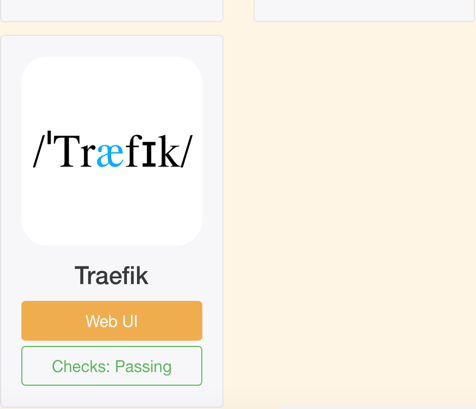 /ˈTræfɪk/
Traefik
Web UI
Checks: Passing